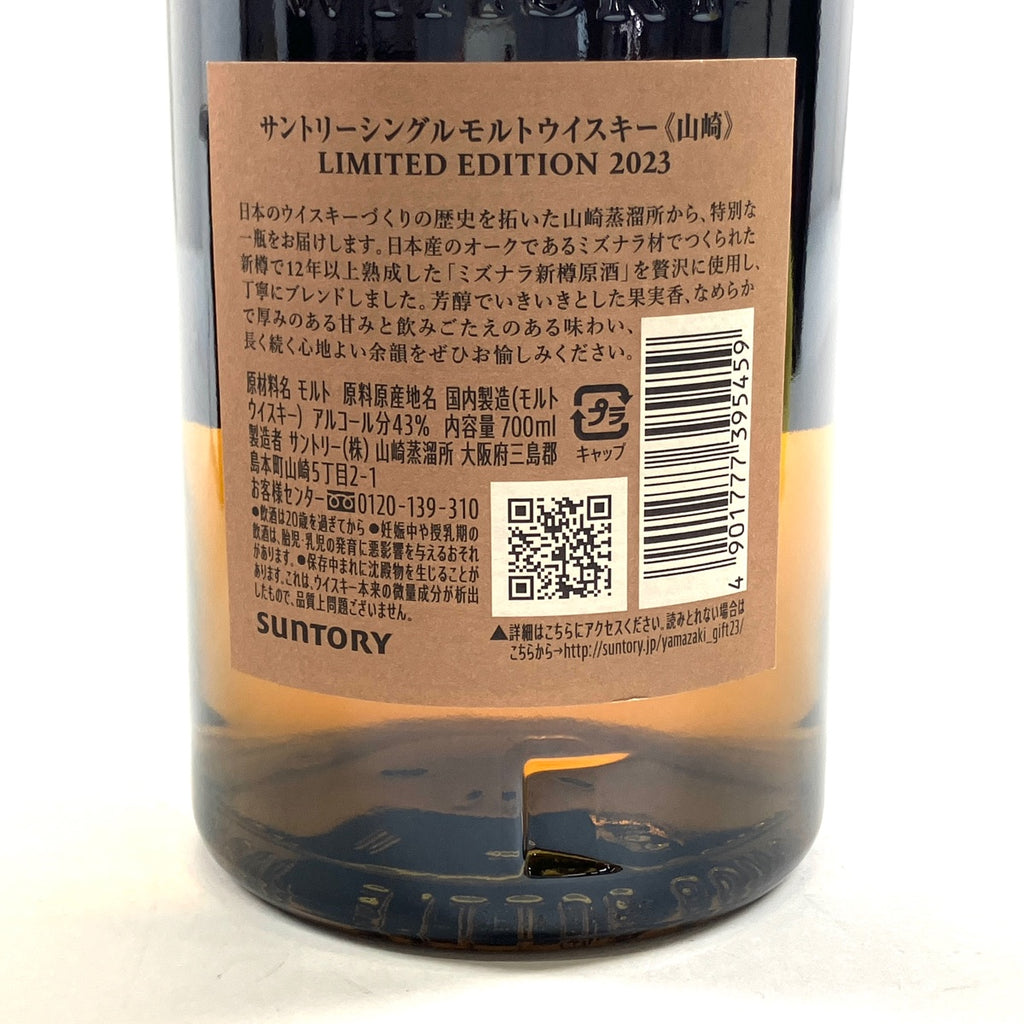 サントリーシングルモルトウイスキー《山崎》
LIMITED EDITION 2023
日本のウイスキーづくりの歴史を拓いた山崎蒸溜所から、特別な
一瓶をお届けします。日本産のオークであるミズナラ材でつくられた
新樽で12年以上熟成した「ミズナラ新樽原酒」を贅沢に使用し、
丁寧にブレンドしました。芳醇でいきいきとした果実香、なめらか
で厚みのある甘みと飲みごたえのある味わい、
長く続く心地よい余韻をぜひお愉しみください。
原材料名 モルト 原料原産地名 国内製造(モルト
ウイスキー) アルコール分43% 内容量 700ml
製造者 サントリー(株) 山崎蒸溜所 大阪府三島郡
島本町山崎5丁目2-1
お客様センター 0120-139-310
●飲酒は20歳を過ぎてから ●妊娠中や授乳期の
飲酒は、胎児・乳児の発育に悪影響を与えるおそれ
があります。●保存中まれに沈殿物を生じることが
あります。これは、ウイスキー本来の微量成分が析出
したもので、品質上問題ございません。
SUNTORY
プラ
キャップ
4 901777 395459
▲詳細はこちらにアクセスください。読みとれない場合は
こちらから→http://suntory.jp/yamazaki_gift23/